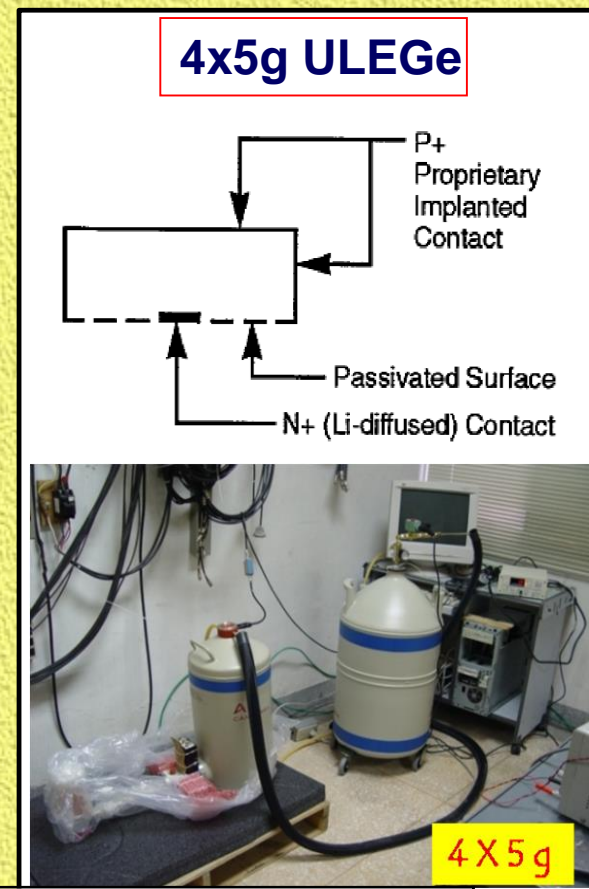 4x5g ULEGe
P+
Proprietary
Implanted
Contact
Passivated Surface
N+ (Li-diffused) Contact
4X5g